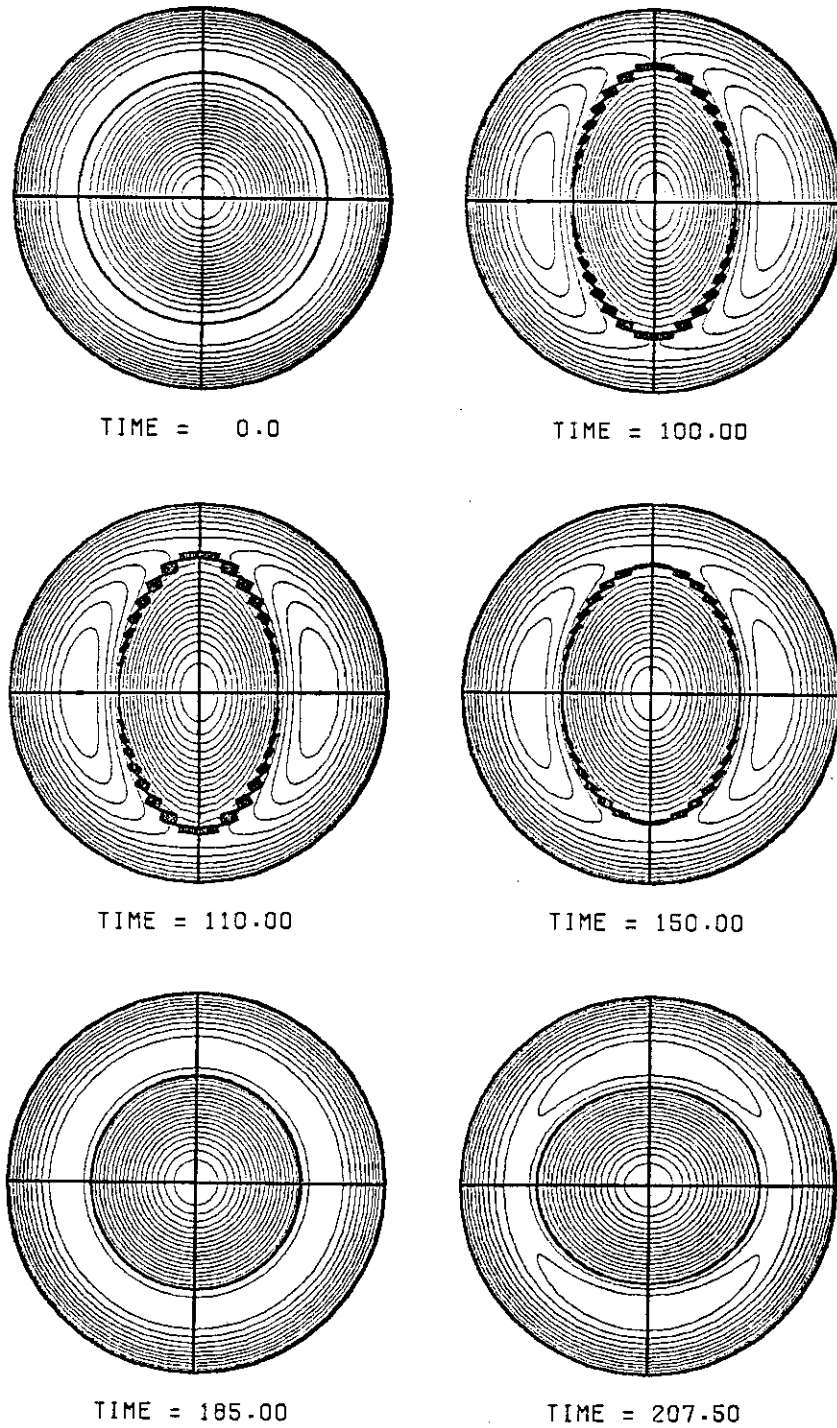 TIME = 0.0
TIME = 100.00
TIME = 110.00
TIME = 150.00
TIME = 185.00
TIME = 207.50